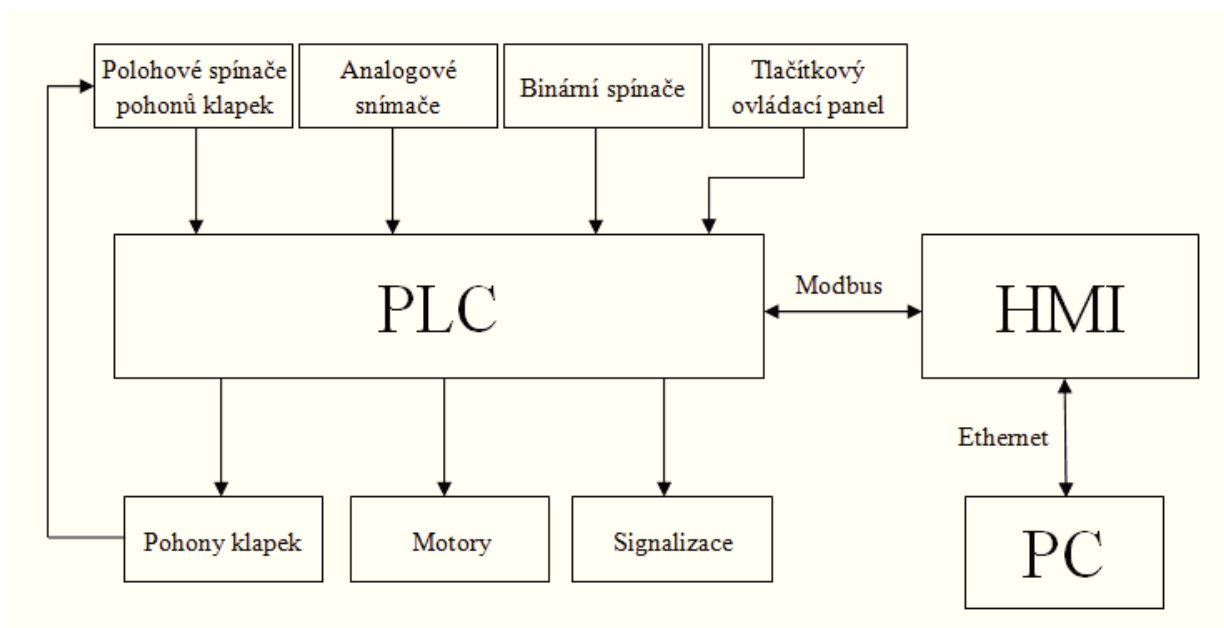 Polohové spínače
pohonů klapek
Analogové
snímače
Binární spínače
Tlačítkový
ovládací panel
PLC
Modbus
HMI
Ethernet
Pohony klapek
Motory
Signalizace
PC